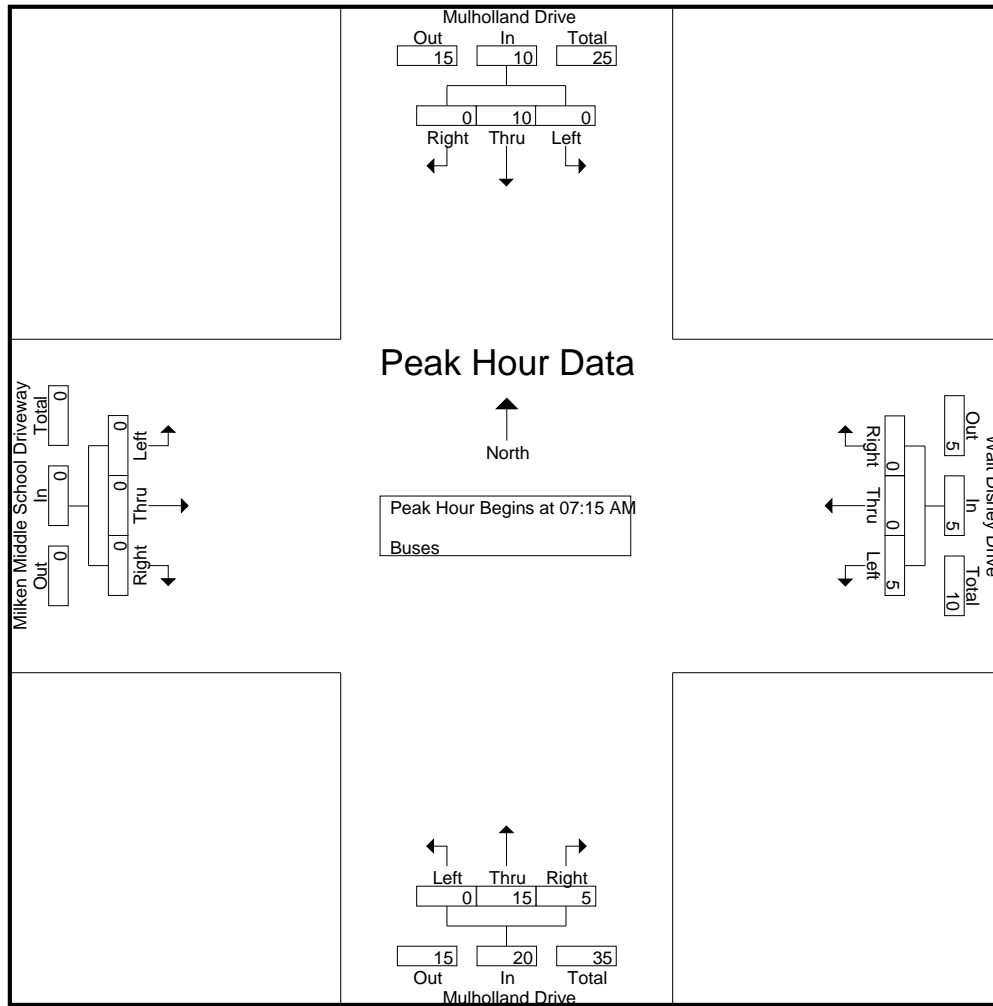 Mulholland Drive
Out In Total
15 10 25
0 10 0
Right Thru Left
Peak Hour Data
North
Peak Hour Begins at 07:15 AM
Buses
Milken Middle School Driveway
Total In Out
0 0 0
0 0 0
Left Thru Right
Walt Disney Drive
Out In Total
5 5 10
0 0 5
Right Thru Left
Left Thru Right
0 15 5
15 20 35
Out In Total
Mulholland Drive